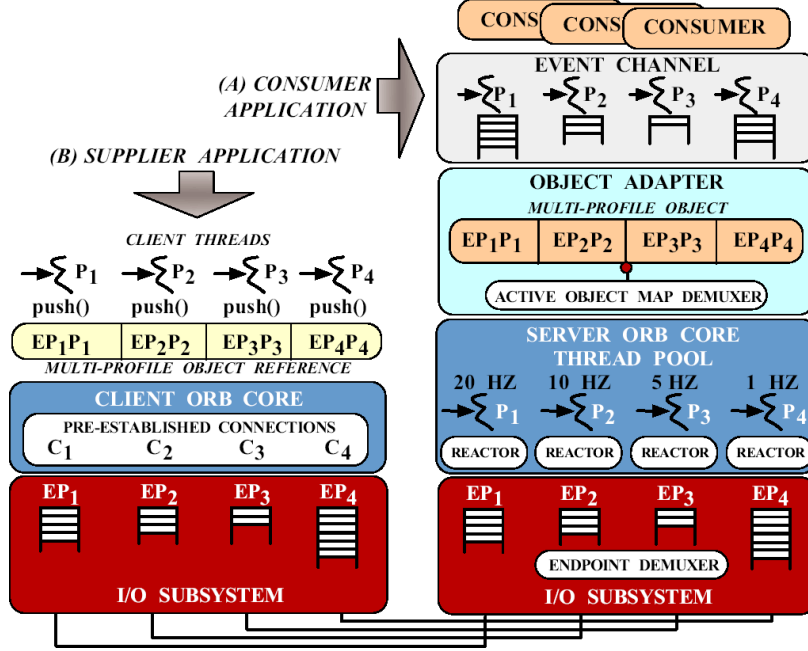 CONS
CONS
CONSUMER
(A) CONSUMER
APPLICATION
EVENT CHANNEL
P1 P2 P3 P4
(B) SUPPLIER APPLICATION
OBJECT ADAPTER
MULTI-PROFILE OBJECT
EP1P1 EP2P2 EP3P3 EP4P4
ACTIVE OBJECT MAP DEMUXER
CLIENT THREADS
P1 P2 P3 P4
push() push() push() push()
EP1P1 EP2P2 EP3P3 EP4P4
MULTI-PROFILE OBJECT REFERENCE
CLIENT ORB CORE
PRE-ESTABLISHED CONNECTIONS
C1 C2 C3 C4
SERVER ORB CORE
THREAD POOL
20 HZ 10 HZ 5 HZ 1 HZ
P1 P2 P3 P4
REACTOR REACTOR REACTOR REACTOR
EP1 EP2 EP3 EP4
I/O SUBSYSTEM
EP1 EP2 EP3 EP4
ENDPOINT DEMUXER
I/O SUBSYSTEM